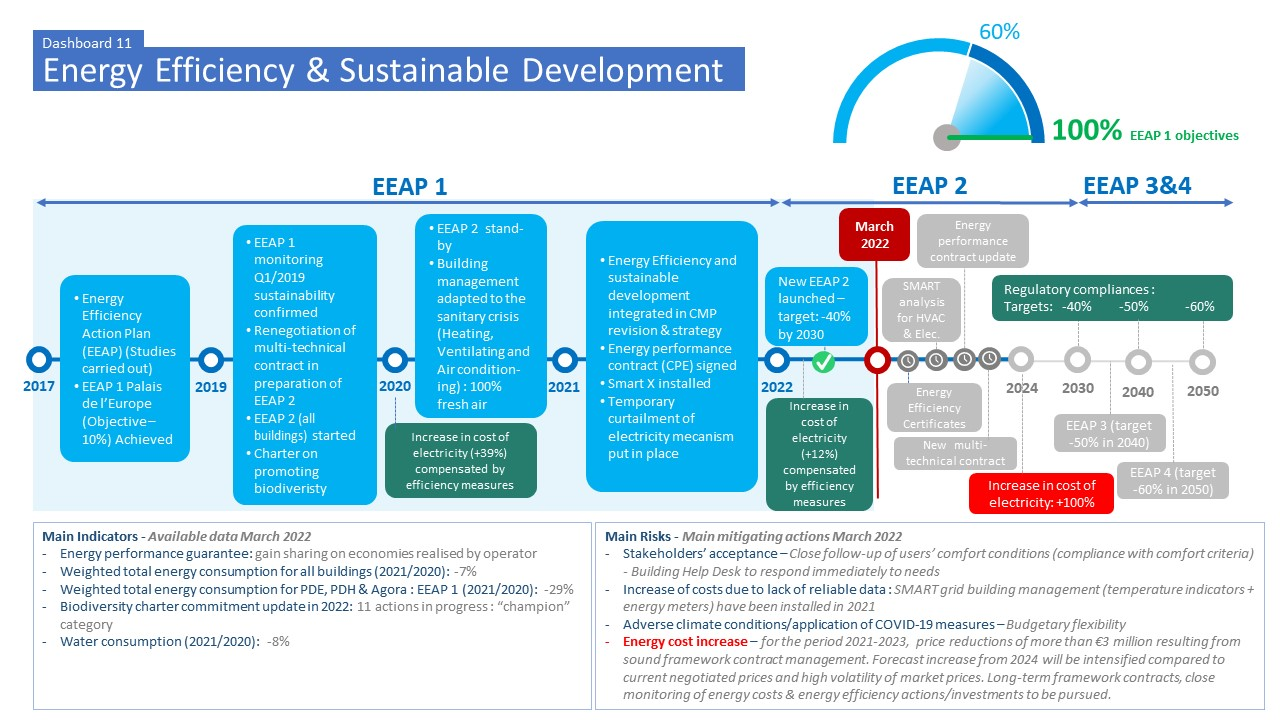 Dashboard 11
Energy Efficiency & Sustainable Development
60%
100% EEAP 1 objectives
EEAP 1
EEAP 2
EEAP 3&4
2017
• Energy
Efficiency
Action Plan
(EEAP) (Studies
carried out)
• EEAP 1 Palais
de l'Europe
(Objective –
10%) Achieved
2019
• EEAP 1
monitoring
Q1/2019
sustainability
confirmed
• Renegotiation of
multi-technical
contract in
preparation of
EEAP 2
• EEAP 2 (all
buildings) started
• Charter on
promoting
biodiveristy
2020
• EEAP 2 stand-
by
• Building
management
adapted to the
sanitary crisis
(Heating,
Ventilating and
Air condition-
ing) : 100%
fresh air
Increase in cost of
electricity (+39%)
compensated by
efficiency measures
2021
• Energy Efficiency and
sustainable
development
integrated in CMP
revision & strategy
• Energy performance
contract (CPE) signed
• Smart X installed
• Temporary
curtailment of
electricity mecanism
put in place
2022
New EEAP 2
launched –
target: -40%
by 2030
Increase in
cost of
electricity
(+12%)
compensated
by efficiency
measures
March
2022
SMART
analysis
for HVAC
& Elec.
Energy
performance
contract update
Energy
Efficiency
Certificates
New multi-
technical contract
2024
Increase in cost of
electricity: +100%
Regulatory compliances :
Targets: -40% -50% -60%
2030
2040
2050
EEAP 3 (target
-50% in 2040)
EEAP 4 (target
-60% in 2050)
Main Indicators - Available data March 2022
- Energy performance guarantee: gain sharing on economies realised by operator
- Weighted total energy consumption for all buildings (2021/2020): -7%
- Weighted total energy consumption for PDE, PDH & Agora : EEAP 1 (2021/2020): -29%
- Biodiversity charter commitment update in 2022: 11 actions in progress : “champion”
category
- Water consumption (2021/2020): -8%
Main Risks - Main mitigating actions March 2022
- Stakeholders' acceptance – Close follow-up of users' comfort conditions (compliance with comfort criteria)
- Building Help Desk to respond immediately to needs
- Increase of costs due to lack of reliable data : SMART grid building management (temperature indicators +
energy meters) have been installed in 2021
- Adverse climate conditions/application of COVID-19 measures – Budgetary flexibility
- Energy cost increase – for the period 2021-2023, price reductions of more than €3 million resulting from
sound framework contract management. Forecast increase from 2024 will be intensified compared to
current negotiated prices and high volatility of market prices. Long-term framework contracts, close
monitoring of energy costs & energy efficiency actions/investments to be pursued.